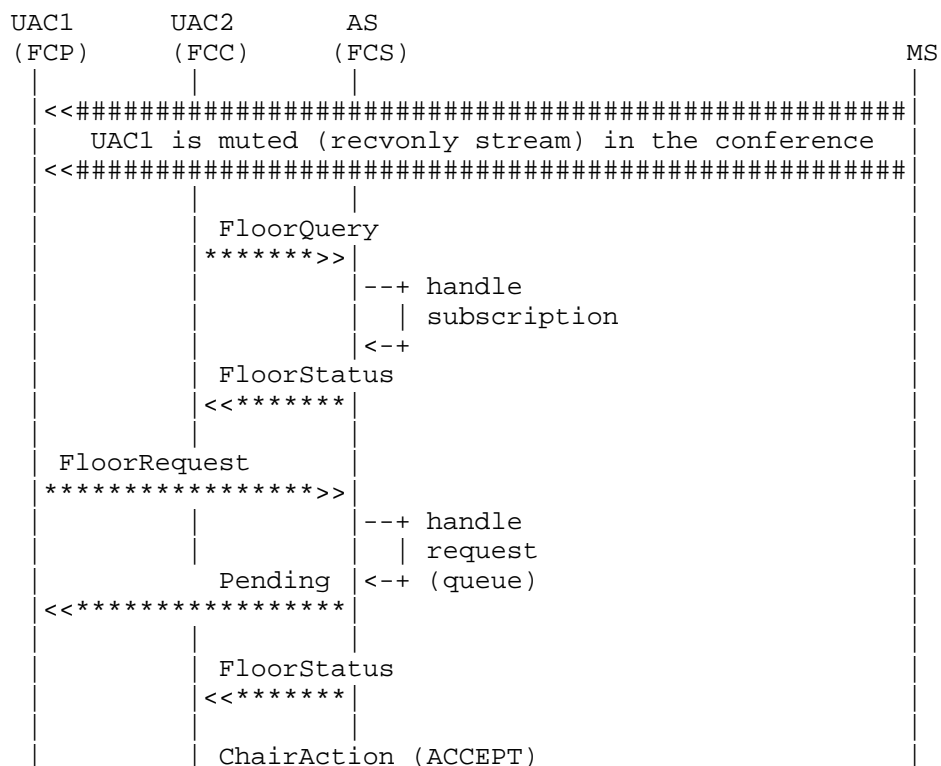 UAC1 UAC2 AS
(FCP) (FCC) (FCS) MS
UAC1 is muted (recvonly stream) in the conference
FloorQuery
handle
subscription
FloorStatus
FloorRequest
handle
request
Pending (queue)
FloorStatus
ChairAction (ACCEPT)